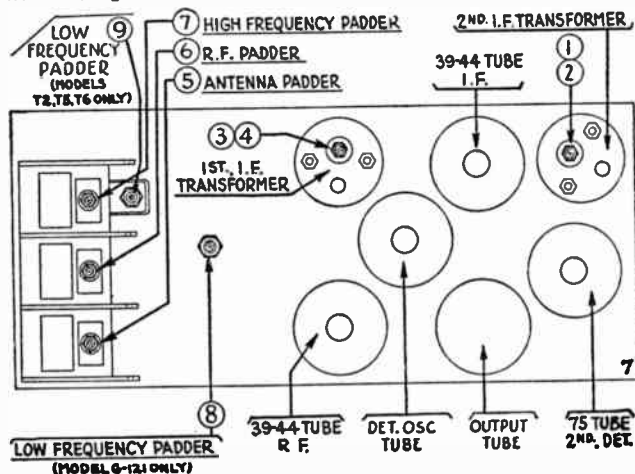 LOW
FREQUENCY
PADDER
(MODELS
T2,T5,T6 ONLY)
9
7 HIGH FREQUENCY PADDER
6 R.F. PADDER
5 ANTENNA PADDER
2ND. I.F. TRANSFORMER
1
2
39-44 TUBE
I.F.
3 4
1ST. I.F.
TRANSFORMER
7
8
LOW FREQUENCY PADDER
(MODEL G-121 ONLY)
39-44 TUBE
R F.
DET. OSC
TUBE
OUTPUT
TUBE
75 TUBE
2ND. DET.